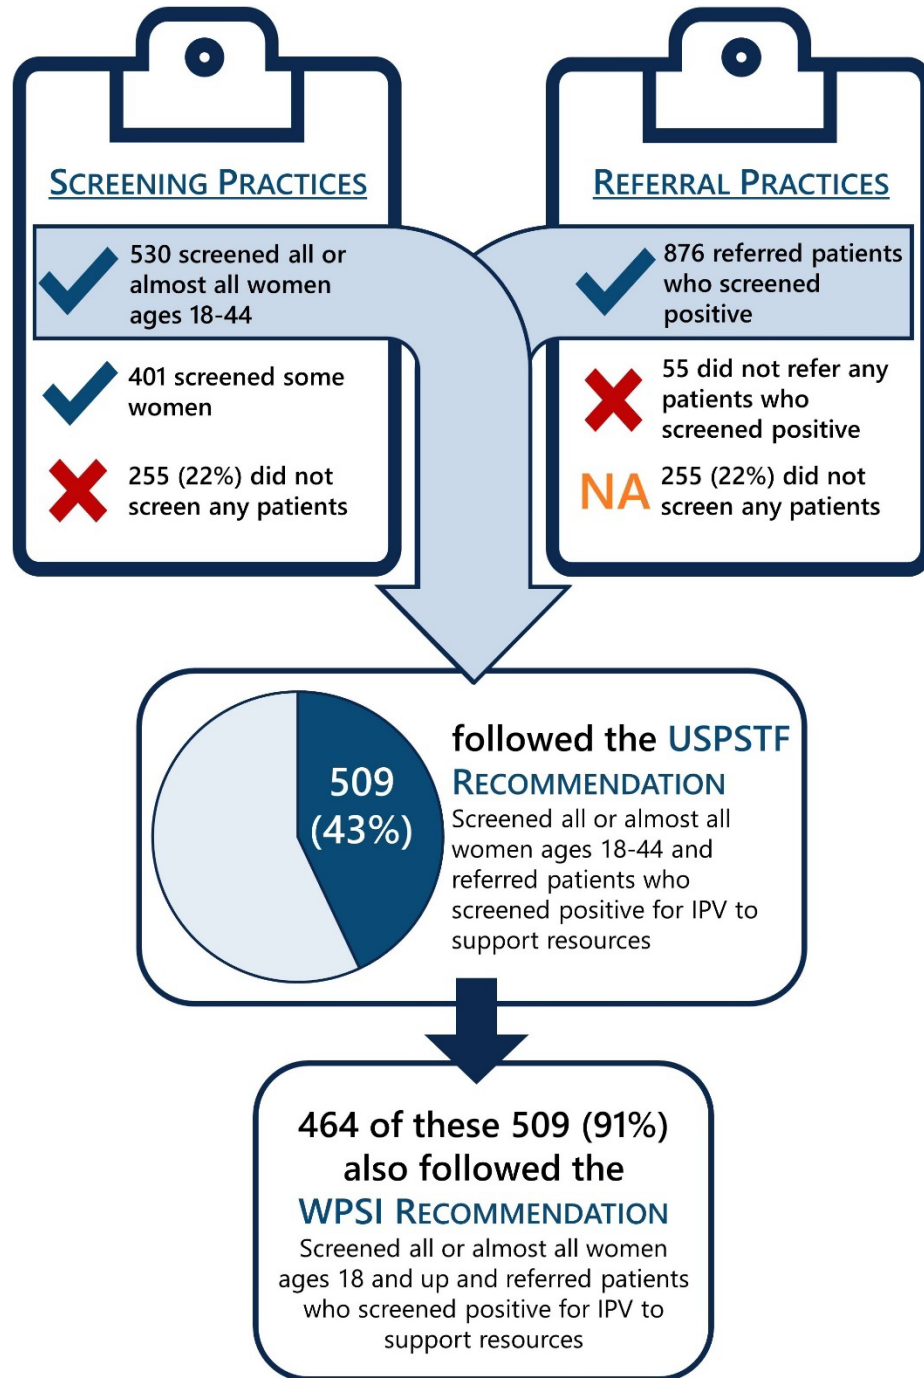 SCREENING PRACTICES
530 screened all or
almost all women
ages 18-44
401 screened some
women
255 (22%) did not
screen any patients
REFERRAL PRACTICES
876 referred patients
who screened
positive
55 did not refer any
patients who
screened positive
NA
255 (22%) did not
screen any patients
509
(43%)
followed the USPSTF
RECOMMENDATION
Screened all or almost all
women ages 18-44 and
referred patients who
screened positive for IPV to
support resources
464 of these 509 (91%)
also followed the
WPSI RECOMMENDATION
Screened all or almost all women
ages 18 and up and referred patients
who screened positive for IPV to
support resources